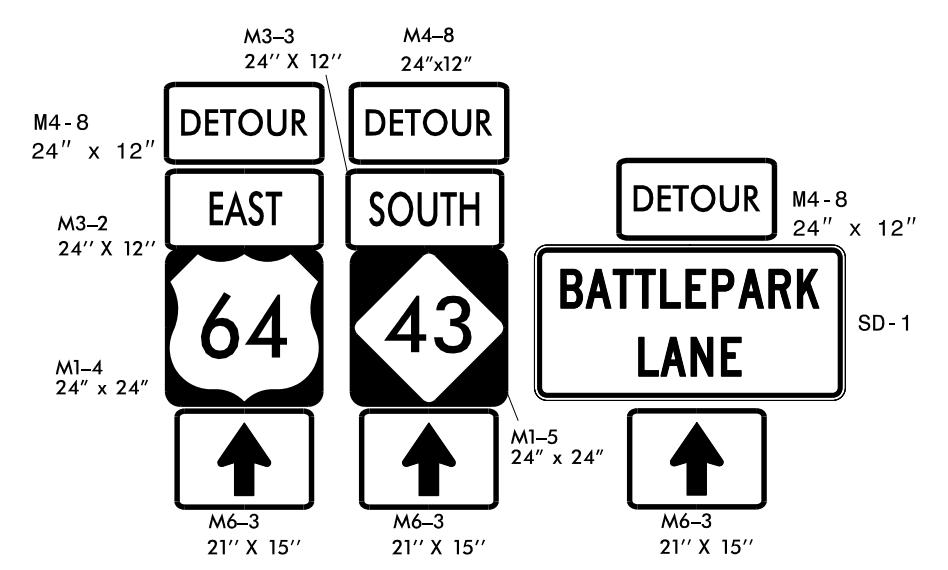 M3–3
24'' X 12''
M4–8
24"x12"
DETOUR
DETOUR
M4-8
24" x 12"
EAST
SOUTH
DETOUR
M4-8
24" x 12"
M3–2
24'' X 12''
64
43
BATTLEPARK
LANE
SD-1
M1–4
24" x 24"
M1–5
24" x 24"
M6–3
21'' X 15''
M6–3
21'' X 15''
M6–3
21'' X 15''